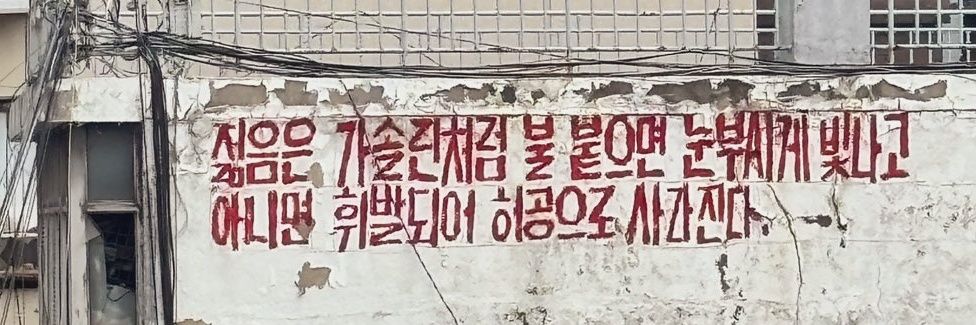 젊음은 가솔린처럼 불 붙으면 눈부시게 빛나고
아니면 휘발되어 허공으로 사라진다.